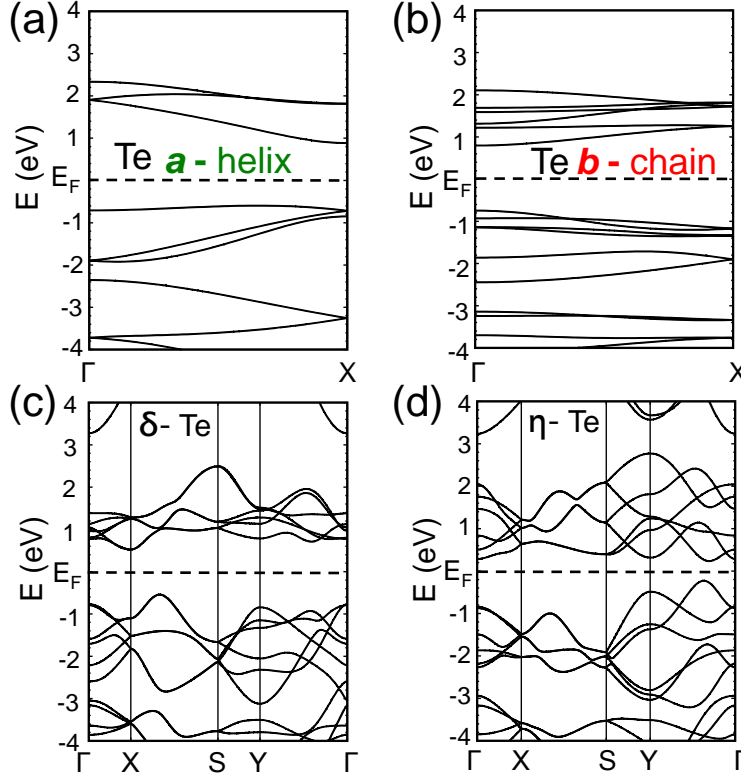 (a)
4
3
2
1
E_F
-1
-2
-3
-4
E (eV)
Te a - helix
Γ X
(b)
4
3
2
1
E_F
-1
-2
-3
-4
E (eV)
Te b - chain
Γ X
(c)
4
3
2
1
E_F
-1
-2
-3
-4
E (eV)
δ- Te
Γ X S Y Γ
(d)
4
3
2
1
E_F
-1
-2
-3
-4
E (eV)
η- Te
Γ X S Y Γ